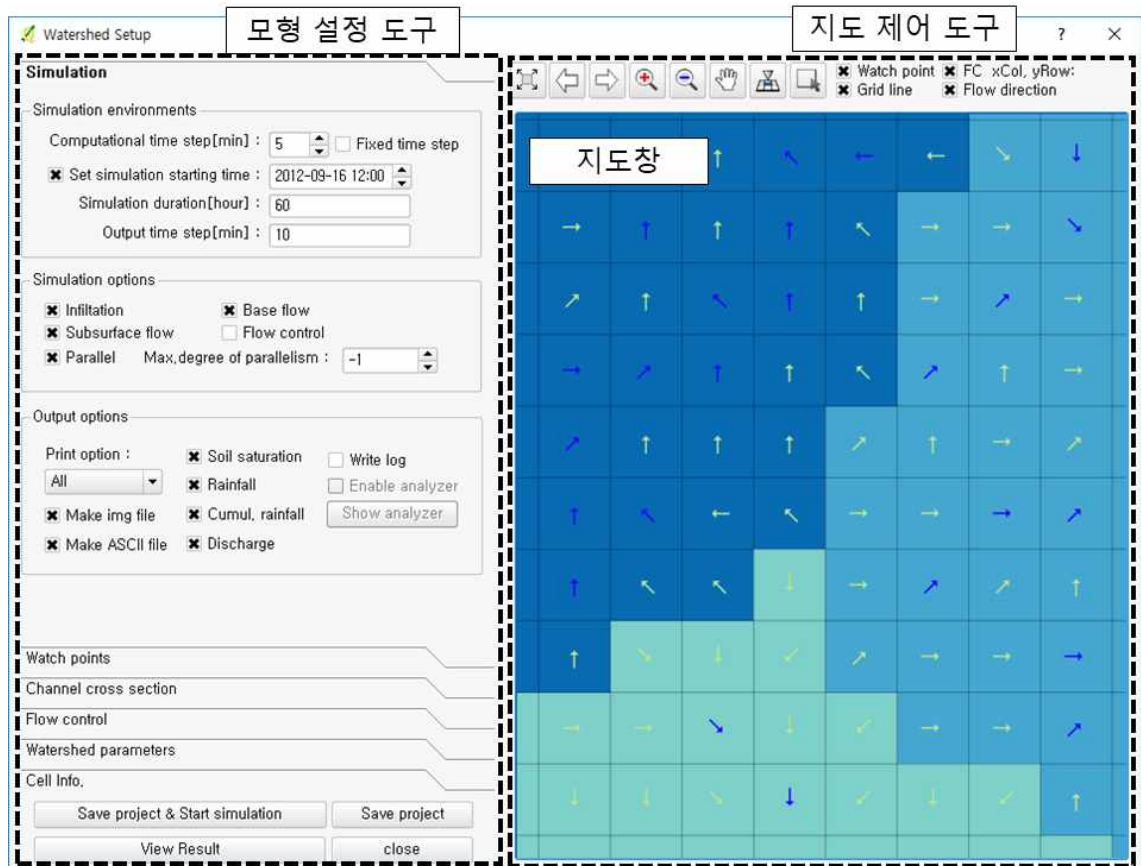 Watershed Setup
모형 설정 도구
지도 제어 도구
?
Simulation
Simulation environments
Computational time step[min] : 5 Fixed time step
Set simulation starting time : 2012-09-16 12:00
Simulation duration[hour] : 60
Output time step[min] : 10
Simulation options
Infiltation Base flow
Subsurface flow Flow control
Parallel Max.degree of parallelism : -1
Output options
Print option :
All
Make img file
Make ASCII file
Soil saturation
Rainfall
Cumul. rainfall
Discharge
Write log
Enable analyzer
Show analyzer
Watch points
Channel cross section
Flow control
Watershed parameters
Cell Info.
Save project & Start simulation Save project
View Result close
Watch point FC xCol, yRow:
Grid line Flow direction
지도창